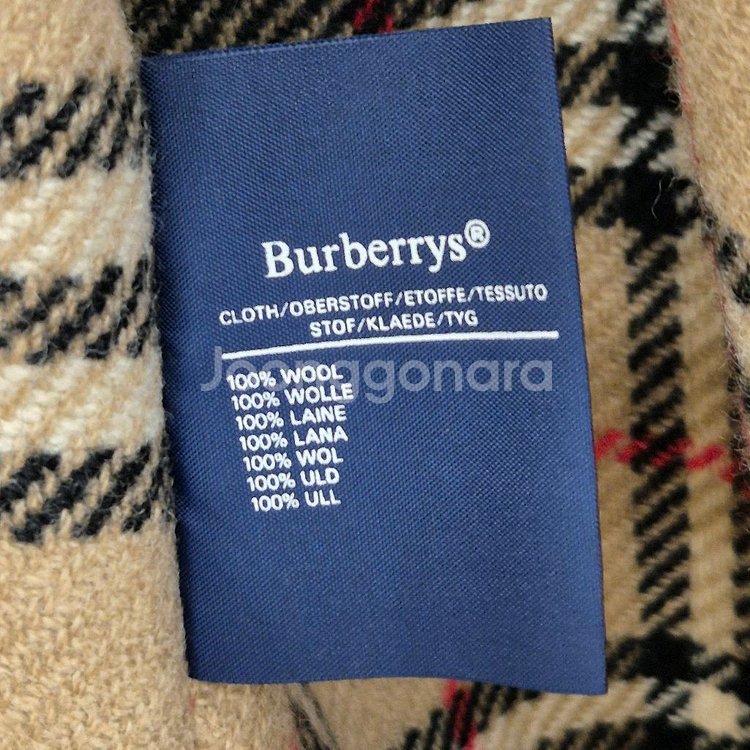 Burberrys®
CLOTH/OBERSTOFF/ETOFFE/TESSUTO
STOF/KLAEDE/TYG
100% WOOL
100% WOLLE
100% LAINE
100% LANA
100% WOL
100% ULD
100% ULL
Joonggonara